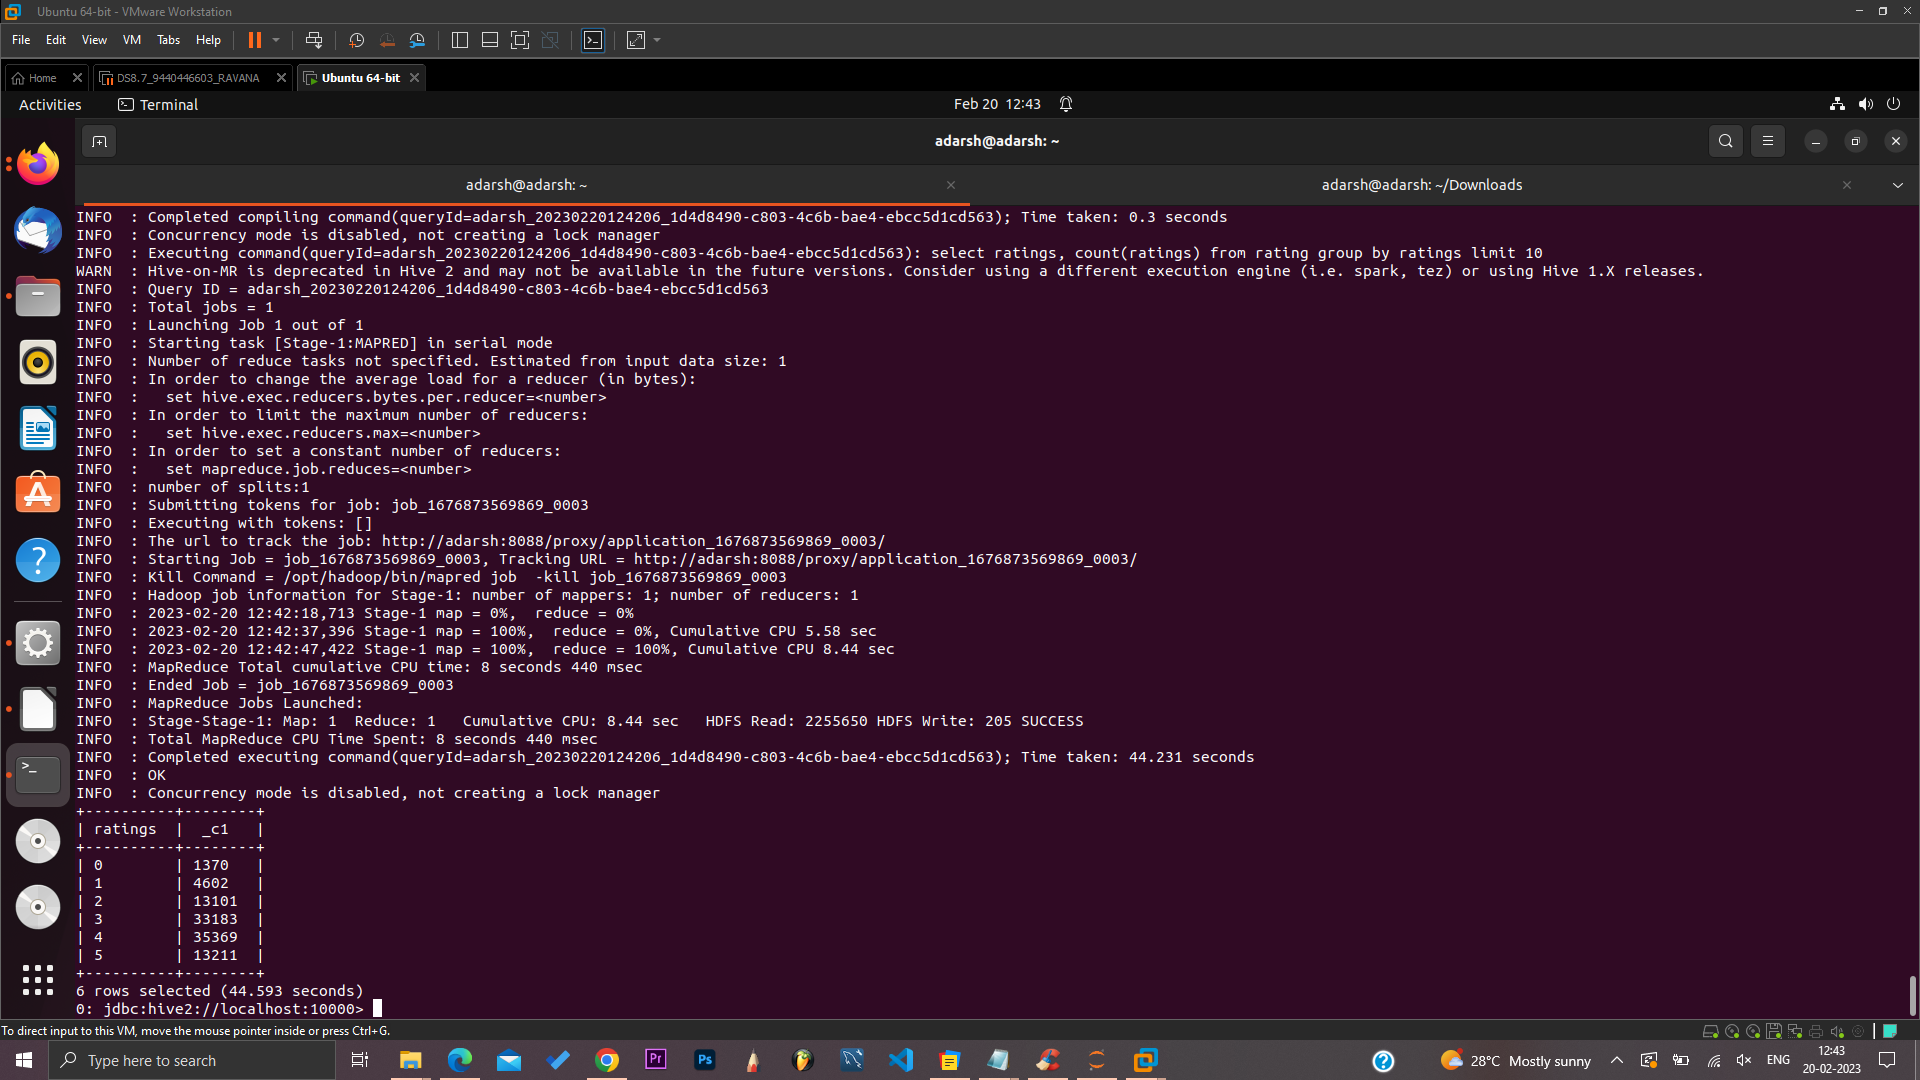 Ubuntu 64-bit - VMware Workstation
File Edit View VM Tabs Help
Home DS8.7_9440446603_RAVANA Ubuntu 64-bit
Activities Terminal Feb 20 12:43
adarsh@adarsh: ~
adarsh@adarsh: ~ adarsh@adarsh: ~/Downloads
INFO  : Completed compiling command(queryId=adarsh_20230220124206_1d4d8490-c803-4c6b-bae4-ebcc5d1cd563); Time taken: 0.3 seconds
INFO  : Concurrency mode is disabled, not creating a lock manager
INFO  : Executing command(queryId=adarsh_20230220124206_1d4d8490-c803-4c6b-bae4-ebcc5d1cd563): select ratings, count(ratings) from rating group by ratings limit 10
WARN  : Hive-on-MR is deprecated in Hive 2 and may not be available in the future versions. Consider using a different execution engine (i.e. spark, tez) or using Hive 1.X releases.
INFO  : Query ID = adarsh_20230220124206_1d4d8490-c803-4c6b-bae4-ebcc5d1cd563
INFO  : Total jobs = 1
INFO  : Launching Job 1 out of 1
INFO  : Starting task [Stage-1:MAPRED] in serial mode
INFO  : Number of reduce tasks not specified. Estimated from input data size: 1
INFO  : In order to change the average load for a reducer (in bytes):
INFO  :   set hive.exec.reducers.bytes.per.reducer=<number>
INFO  : In order to limit the maximum number of reducers:
INFO  :   set hive.exec.reducers.max=<number>
INFO  : In order to set a constant number of reducers:
INFO  :   set mapreduce.job.reduces=<number>
INFO  : number of splits:1
INFO  : Submitting tokens for job: job_1676873569869_0003
INFO  : Executing with tokens: []
INFO  : The url to track the job: http://adarsh:8088/proxy/application_1676873569869_0003/
INFO  : Starting Job = job_1676873569869_0003, Tracking URL = http://adarsh:8088/proxy/application_1676873569869_0003/
INFO  : Kill Command = /opt/hadoop/bin/mapred job  -kill job_1676873569869_0003
INFO  : Hadoop job information for Stage-1: number of mappers: 1; number of reducers: 1
INFO  : 2023-02-20 12:42:18,713 Stage-1 map = 0%,  reduce = 0%
INFO  : 2023-02-20 12:42:37,396 Stage-1 map = 100%,  reduce = 0%, Cumulative CPU 5.58 sec
INFO  : 2023-02-20 12:42:47,422 Stage-1 map = 100%,  reduce = 100%, Cumulative CPU 8.44 sec
INFO  : MapReduce Total cumulative CPU time: 8 seconds 440 msec
INFO  : Ended Job = job_1676873569869_0003
INFO  : MapReduce Jobs Launched:
INFO  : Stage-Stage-1: Map: 1  Reduce: 1   Cumulative CPU: 8.44 sec   HDFS Read: 2255650 HDFS Write: 205 SUCCESS
INFO  : Total MapReduce CPU Time Spent: 8 seconds 440 msec
INFO  : Completed executing command(queryId=adarsh_20230220124206_1d4d8490-c803-4c6b-bae4-ebcc5d1cd563); Time taken: 44.231 seconds
INFO  : OK
INFO  : Concurrency mode is disabled, not creating a lock manager
+----------+--------+
| ratings  |  _c1   |
+----------+--------+
| 0        | 1370   |
| 1        | 4602   |
| 2        | 13101  |
| 3        | 33183  |
| 4        | 35369  |
| 5        | 13211  |
+----------+--------+
6 rows selected (44.593 seconds)
0: jdbc:hive2://localhost:10000>
To direct input to this VM, move the mouse pointer inside or press Ctrl+G.
Type here to search 28°C Mostly sunny ENG 12:43
20-02-2023